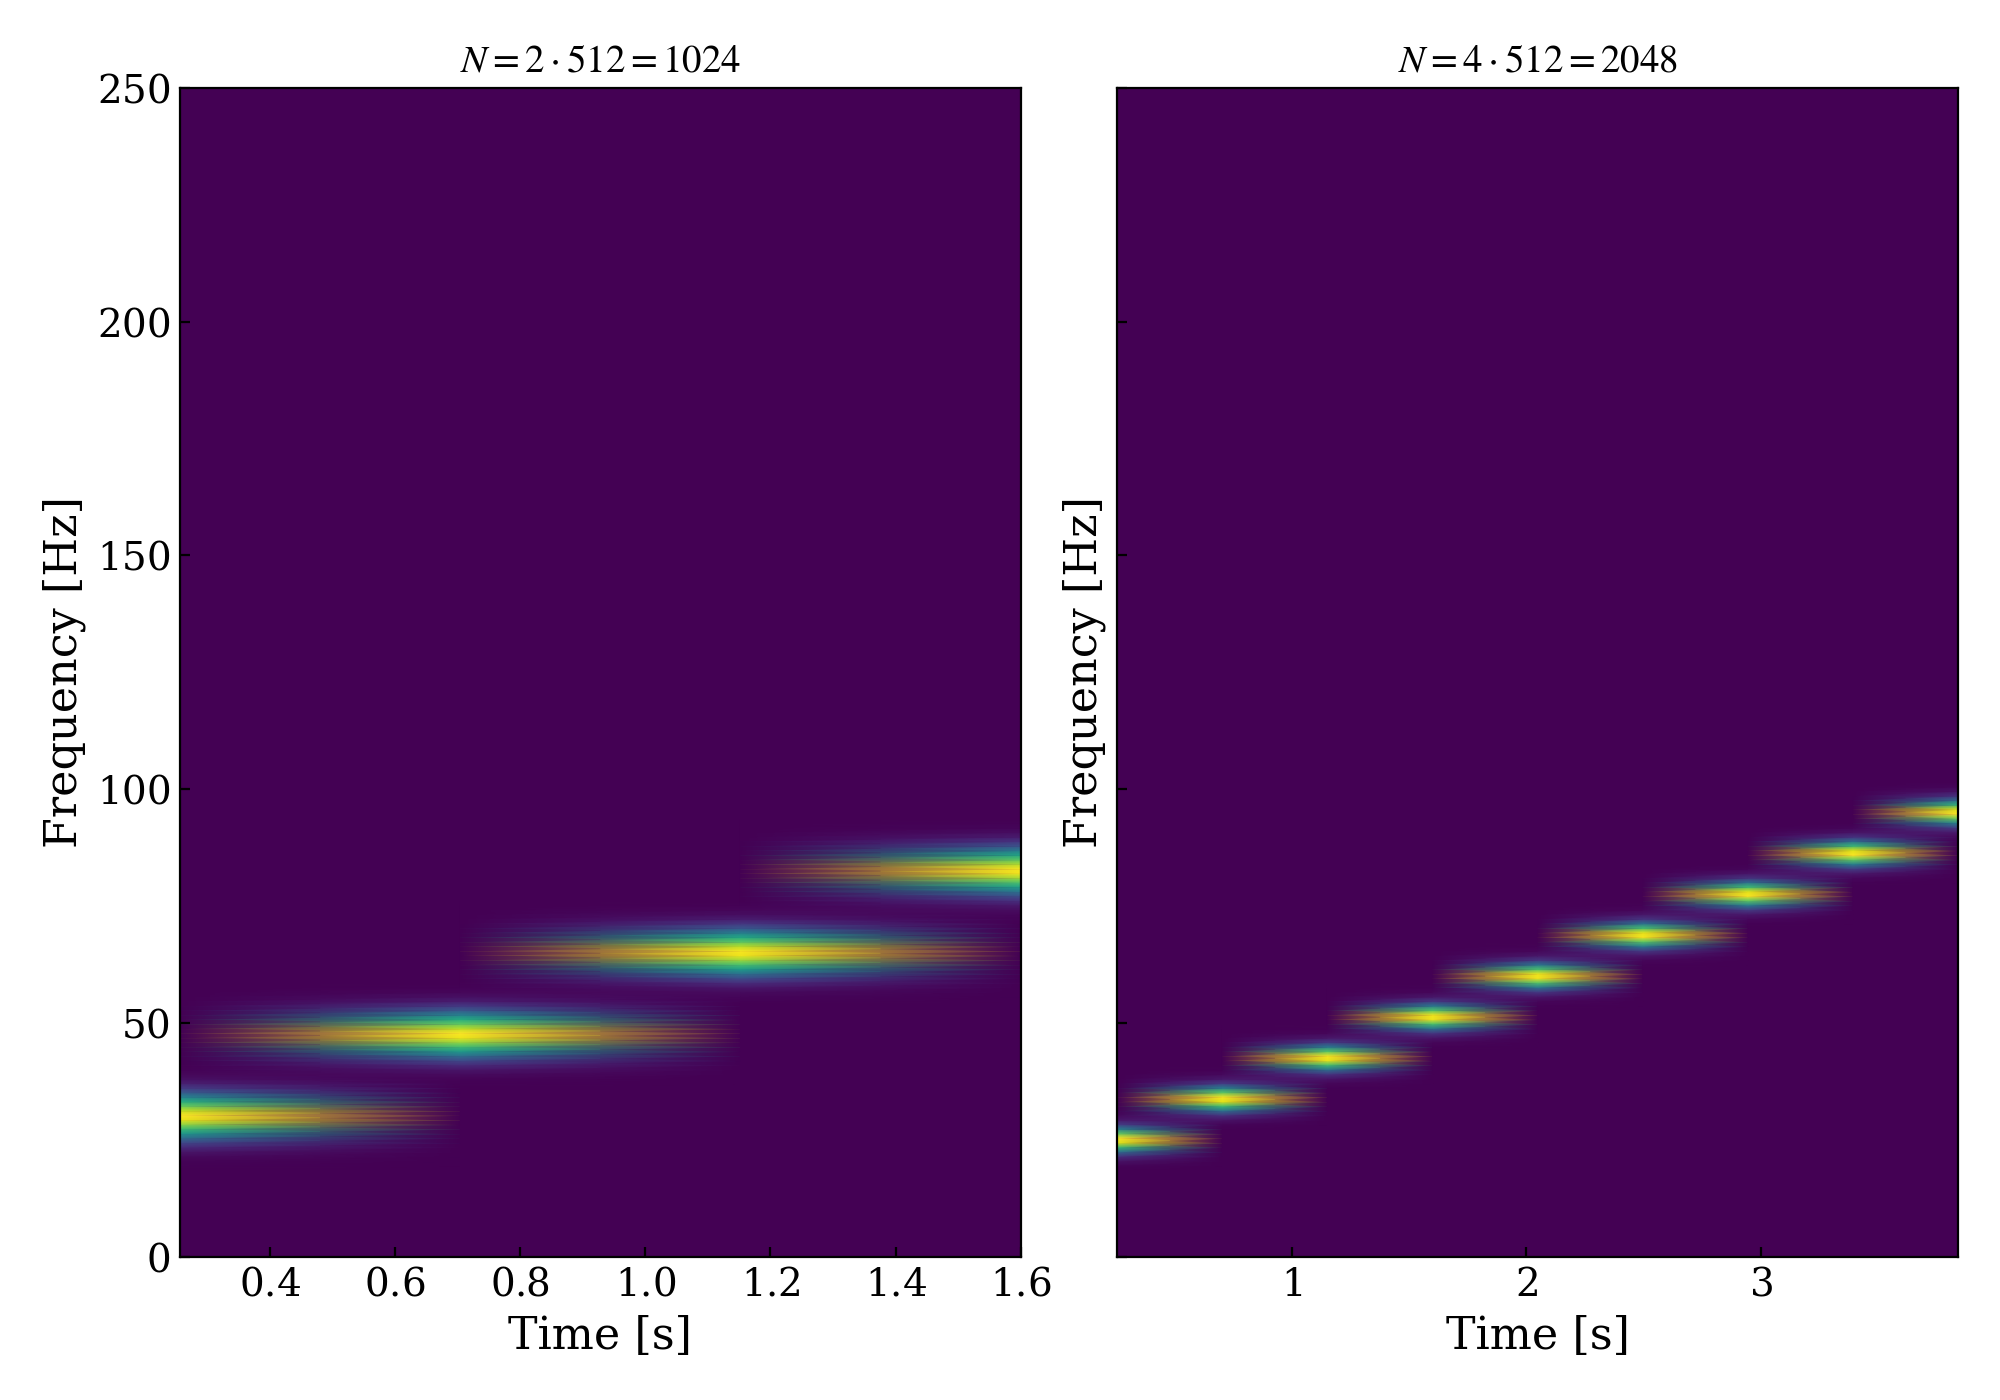 N = 2 · 512 = 1024
250
200
150
100
50
0
Frequency [Hz]
0.4 0.6 0.8 1.0 1.2 1.4 1.6
Time [s]
N = 4 · 512 = 2048
Frequency [Hz]
1 2 3
Time [s]